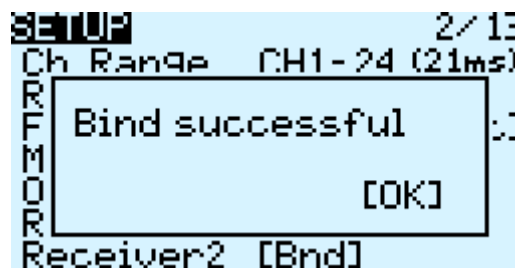 SETUP 2/13
Ch Range CH1-24 (21ms)
R
F
M
O
R
Bind successful
[OK]
Receiver2 [Bnd]